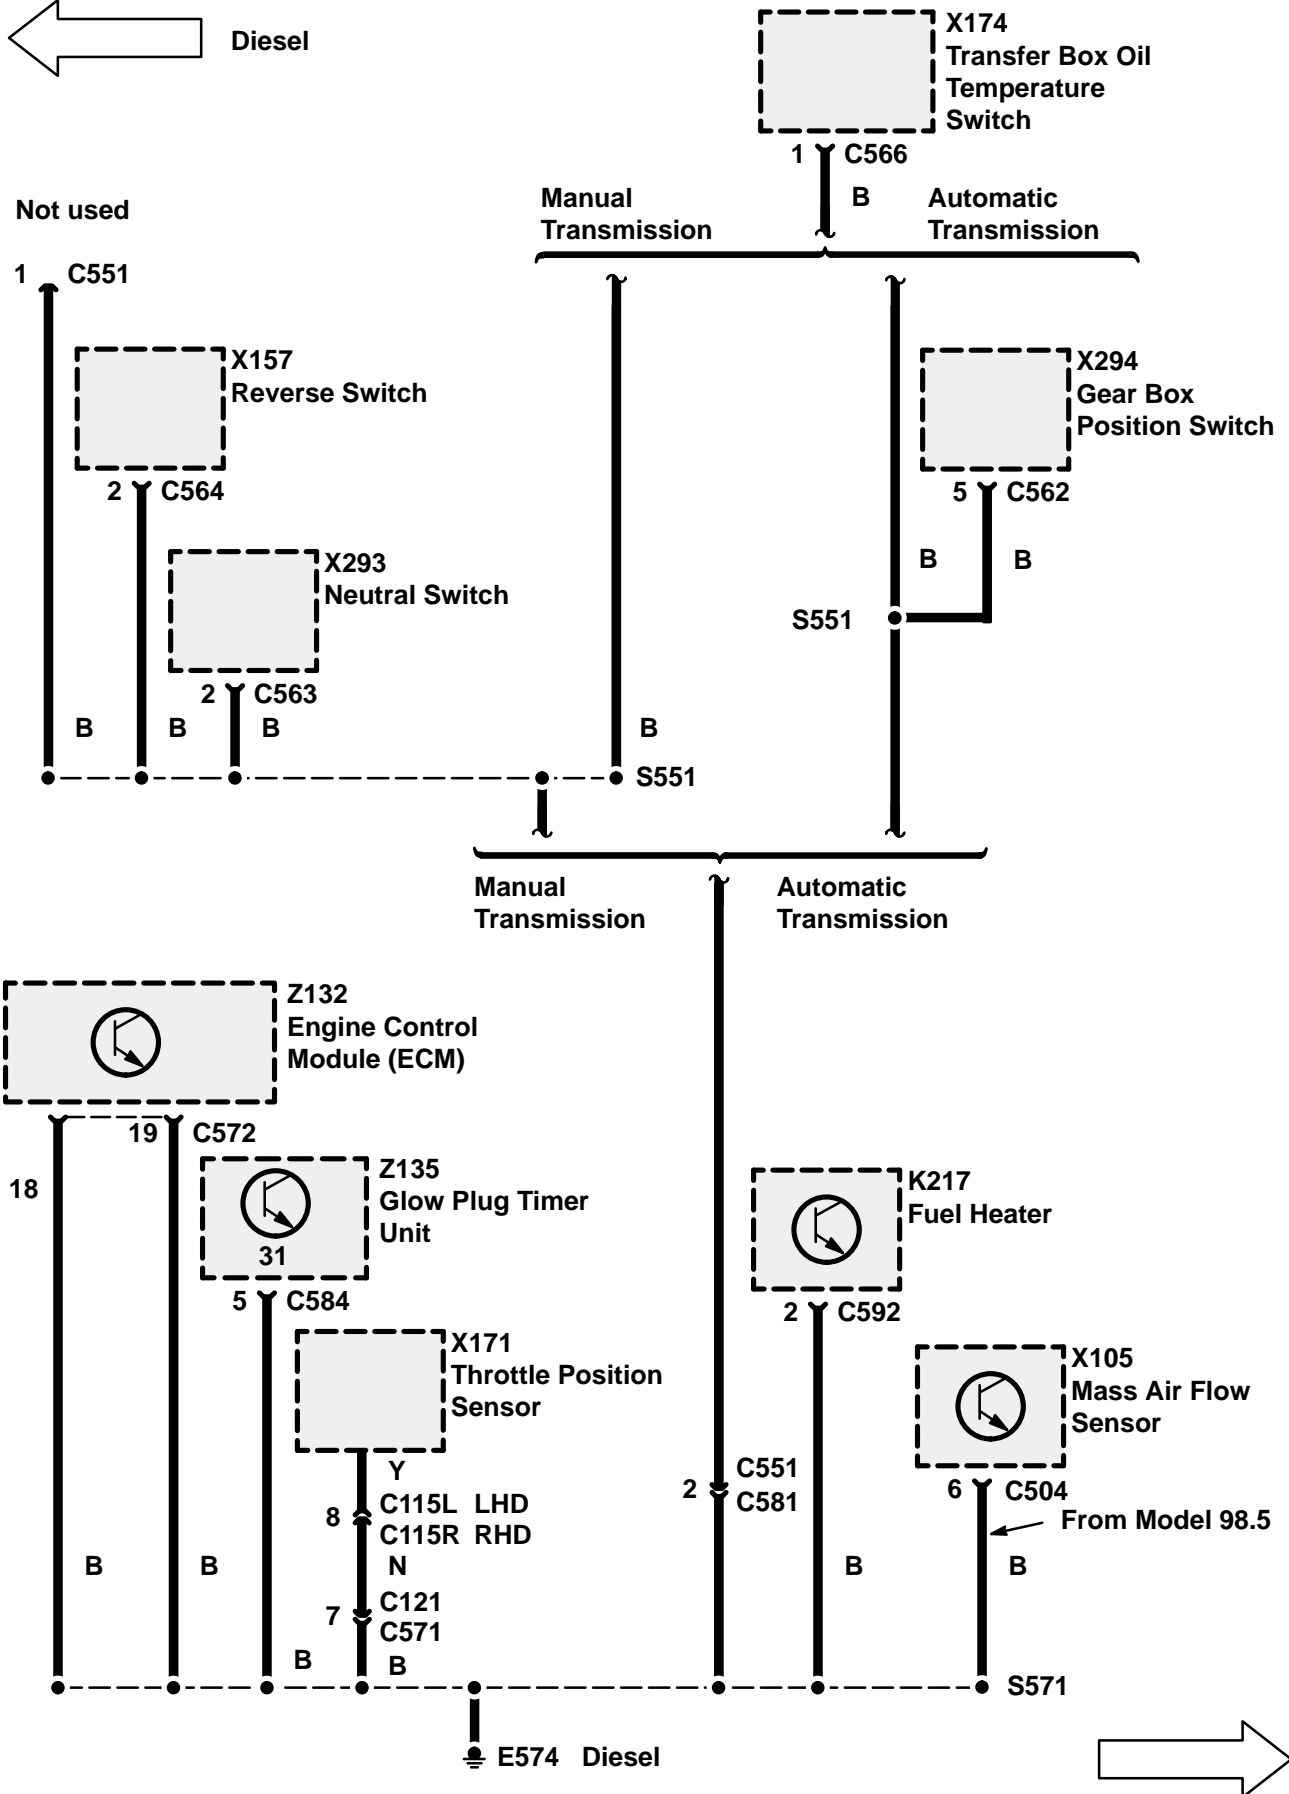 Diesel
X174
Transfer Box Oil
Temperature
Switch
1 C566
B
Manual
Transmission
Automatic
Transmission
Not used
1 C551
X157
Reverse Switch
2 C564
X294
Gear Box
Position Switch
5 C562
X293
Neutral Switch
2 C563
B B
S551
B B B B
S551
Manual
Transmission
Automatic
Transmission
Z132
Engine Control
Module (ECM)
19 C572
18
Z135
Glow Plug Timer
Unit
31
5 C584
K217
Fuel Heater
2 C592
X171
Throttle Position
Sensor
X105
Mass Air Flow
Sensor
Y
8 C115L LHD
C115R RHD
N
2 C551
C581
6 C504
From Model 98.5
B B B B
7 C121
C571
B B
S571
E574 Diesel